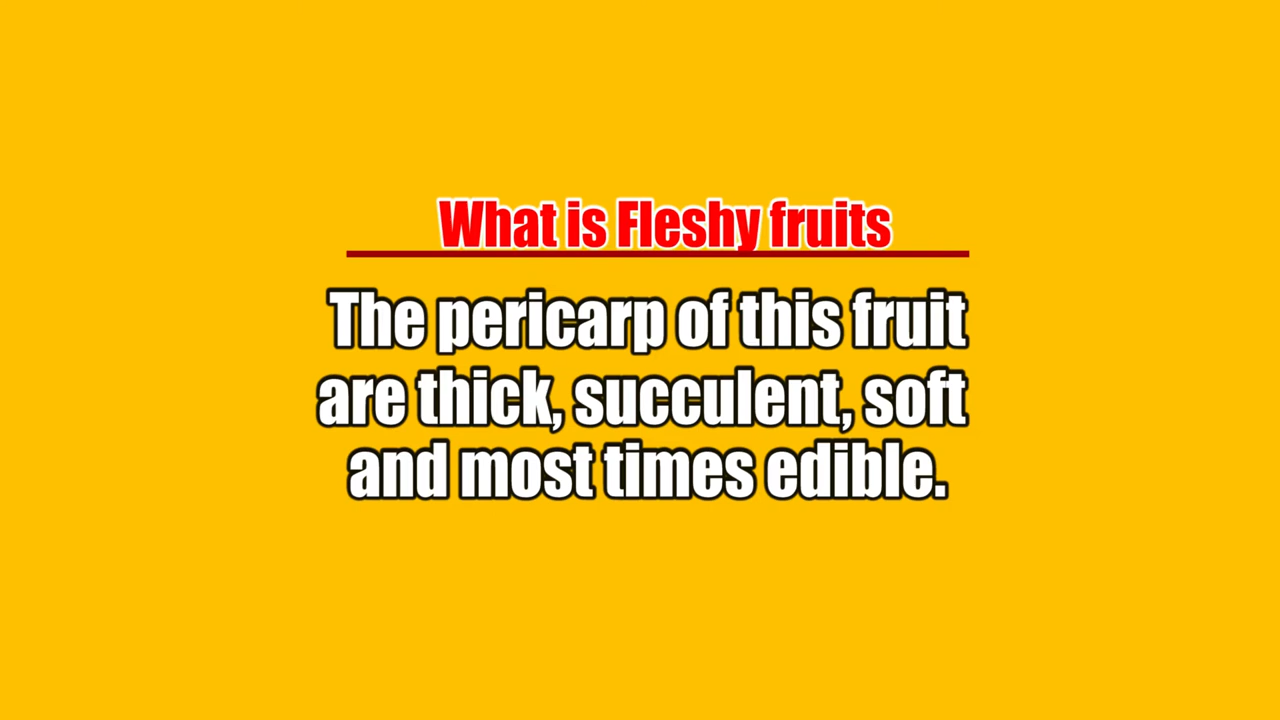 What is Fleshy fruits
The pericarp of this fruit
are thick, succulent, soft
and most times edible.